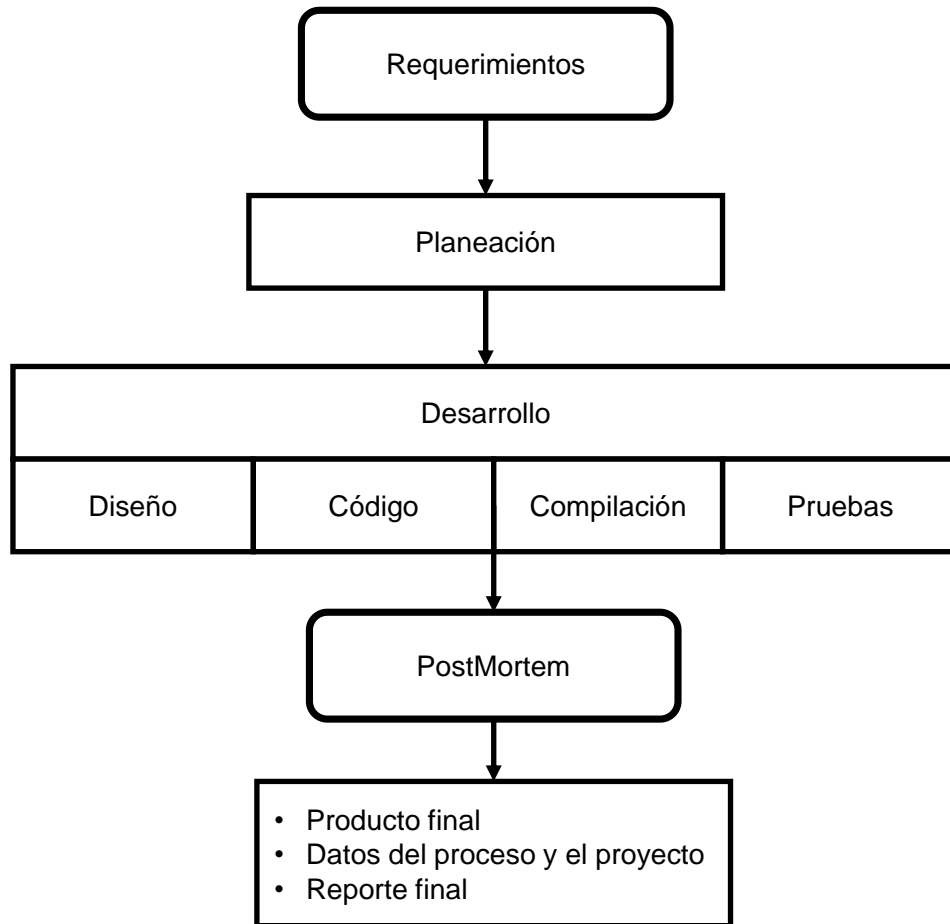 Requerimientos
Planeación
Desarrollo
Diseño
Código
Compilación
Pruebas
PostMortem
• Producto final
• Datos del proceso y el proyecto
• Reporte final